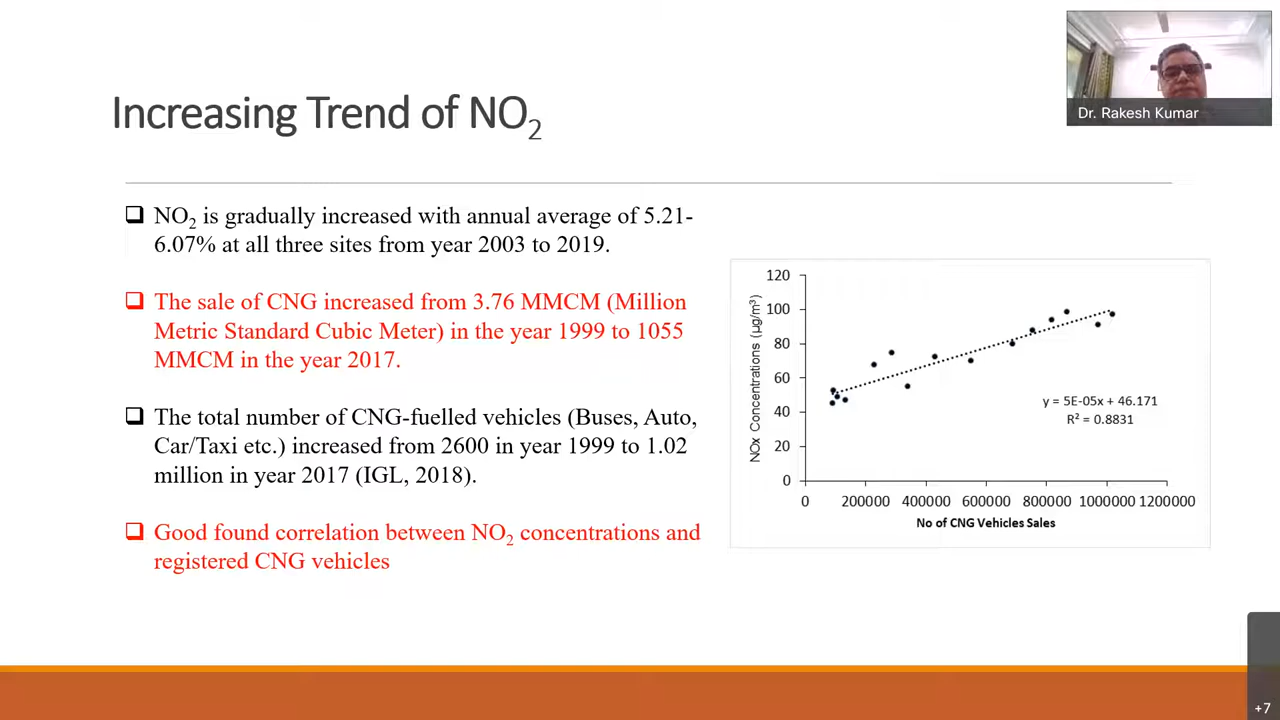 Increasing Trend of NO2
Dr. Rakesh Kumar
NO2 is gradually increased with annual average of 5.21-
6.07% at all three sites from year 2003 to 2019.
The sale of CNG increased from 3.76 MMCM (Million
Metric Standard Cubic Meter) in the year 1999 to 1055
MMCM in the year 2017.
The total number of CNG-fuelled vehicles (Buses, Auto,
Car/Taxi etc.) increased from 2600 in year 1999 to 1.02
million in year 2017 (IGL, 2018).
Good found correlation between NO2 concentrations and
registered CNG vehicles
NOx Concentrations (µg/m³)
120
100
80
60
40
20
0
y = 5E-05x + 46.171
R² = 0.8831
0 200000 400000 600000 800000 1000000 1200000
No of CNG Vehicles Sales
+7